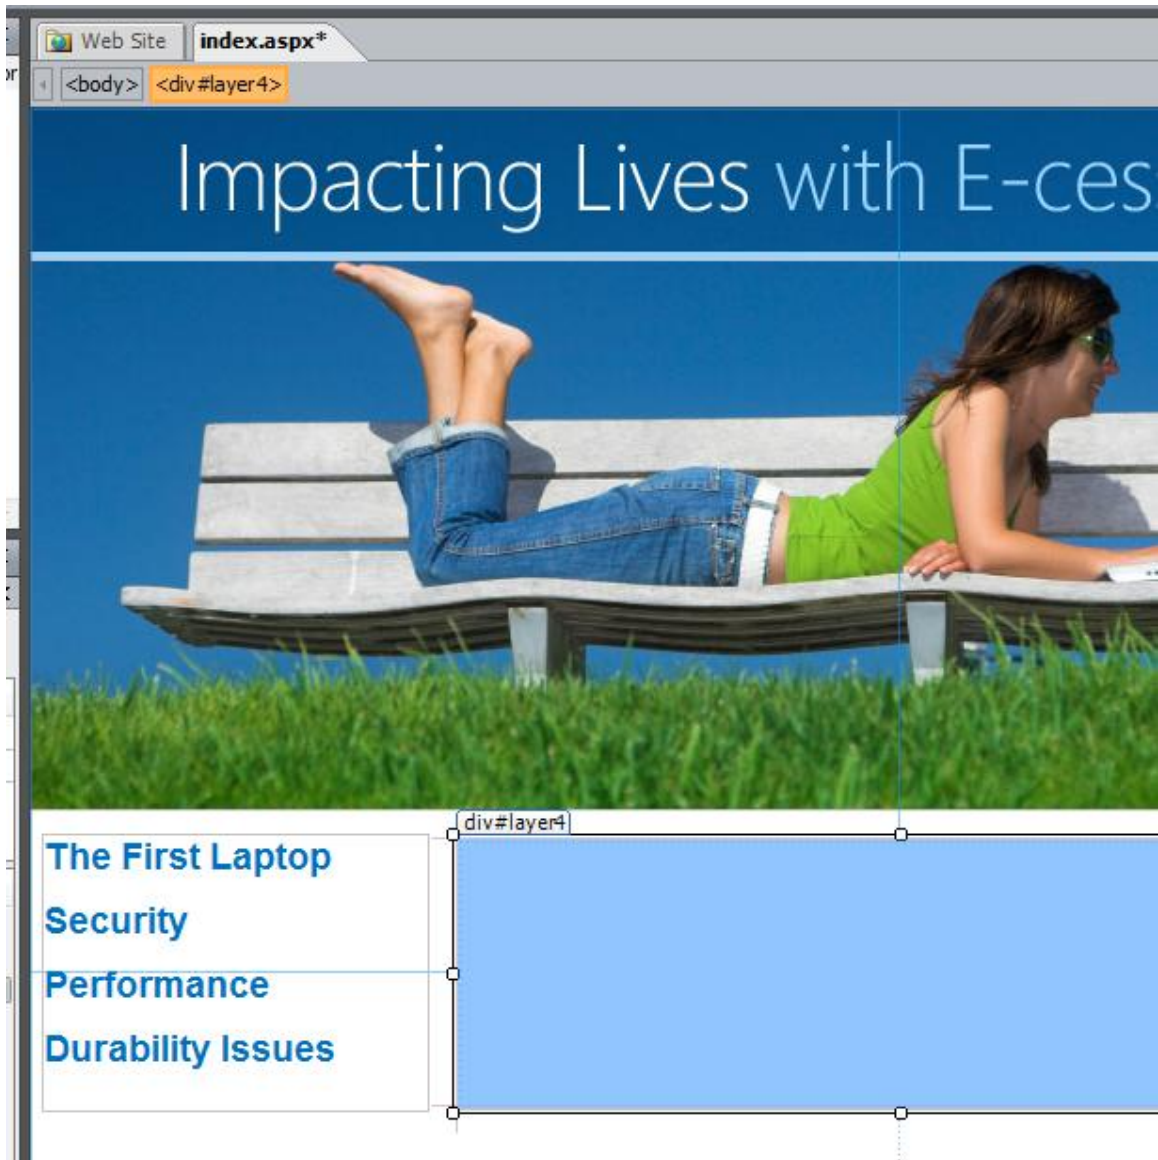 Web Site
index.aspx*
<body>
<div#layer4>
Impacting Lives with E-ces
div#layer4
The First Laptop
Security
Performance
Durability Issues